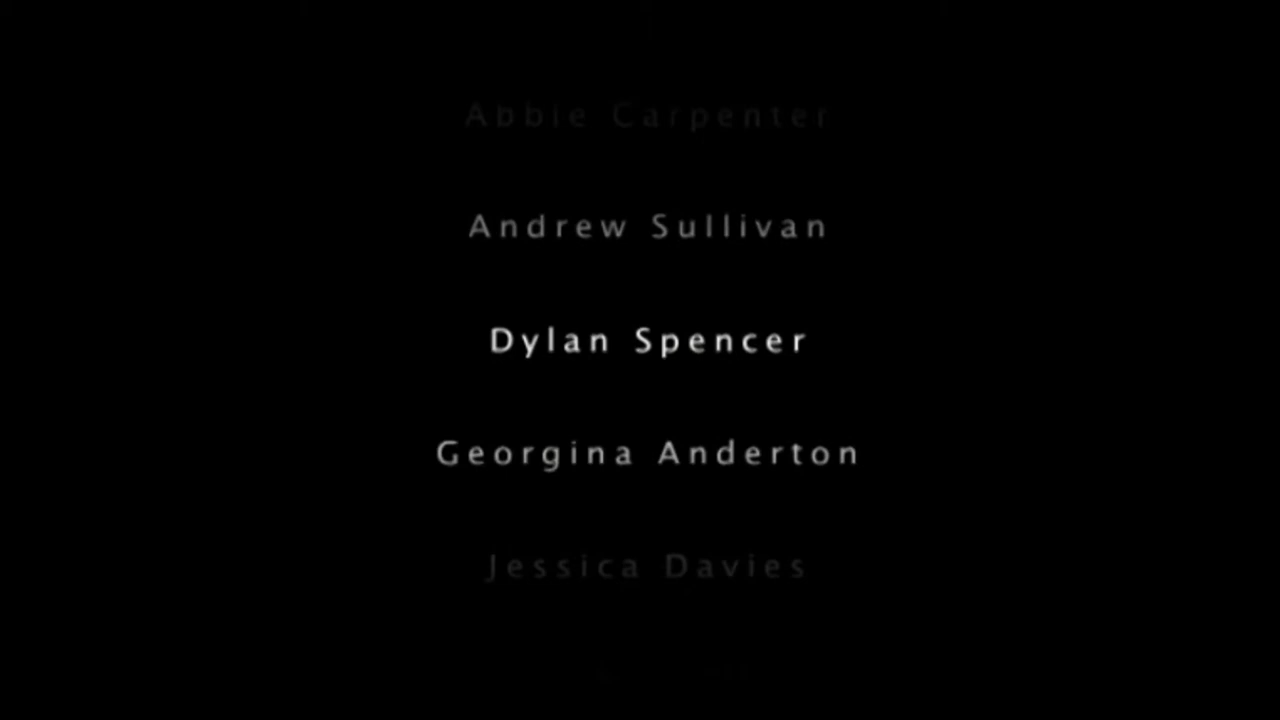 Abbie Carpenter
Andrew Sullivan
Dylan Spencer
Georgina Anderton
Jessica Davies